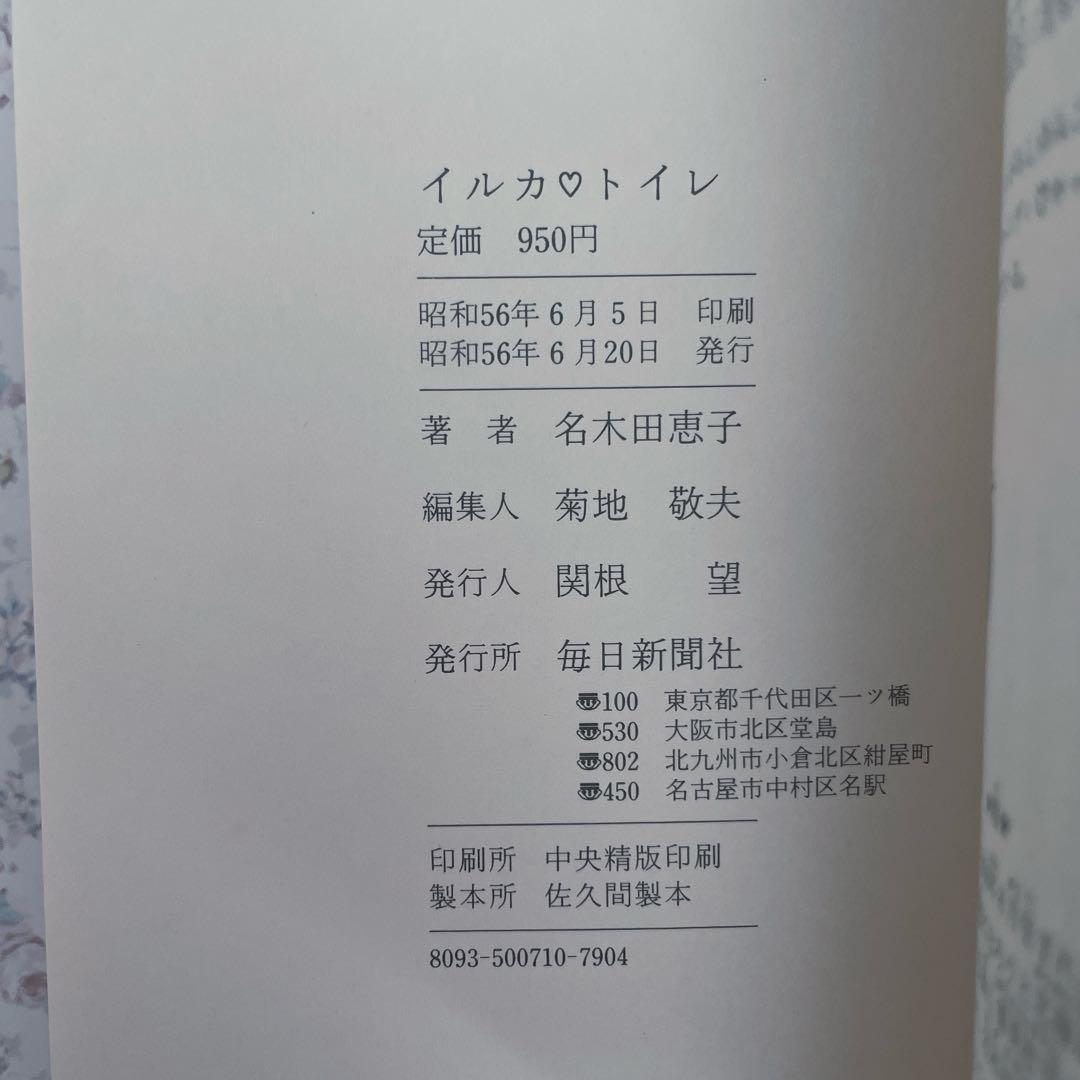 イルカ♡トイレ
定価　950円
昭和56年6月5日　印刷
昭和56年6月20日　発行
著　者　名木田恵子
編集人　菊地　敬夫
発行人　関根　望
発行所　毎日新聞社
〠100　東京都千代田区一ツ橋
〠530　大阪市北区堂島
〠802　北九州市小倉北区紺屋町
〠450　名古屋市中村区名駅
印刷所　中央精版印刷
製本所　佐久間製本
8093-500710-7904